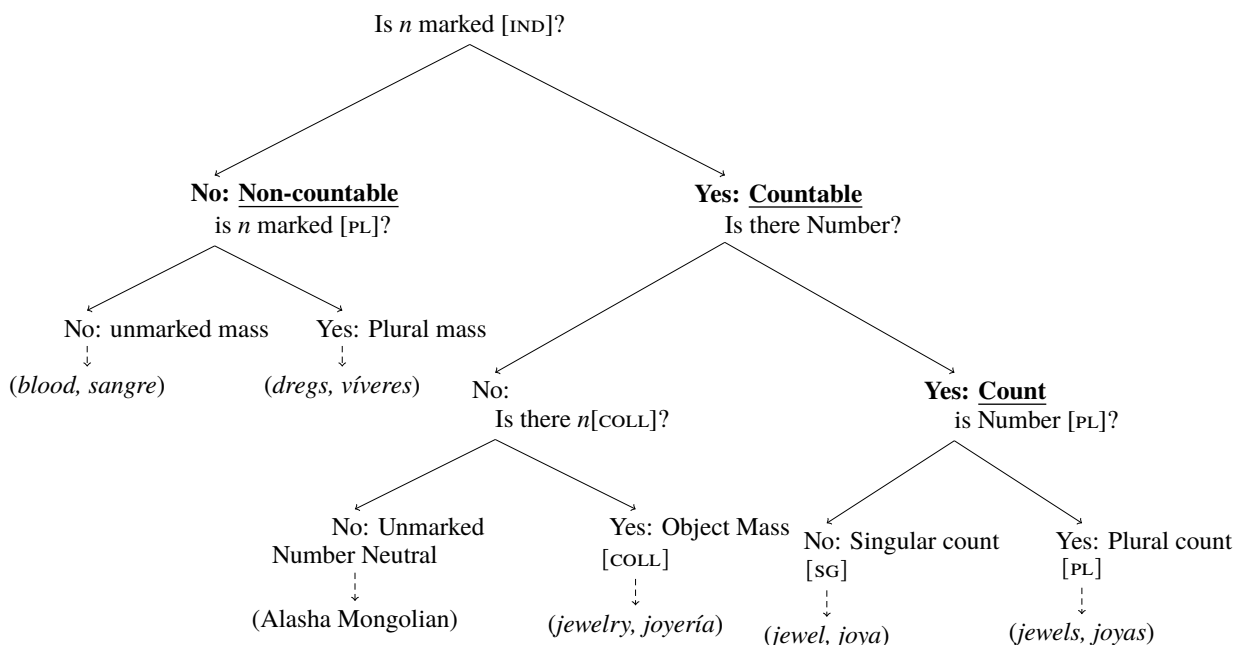 Is n marked [IND]?
No: Non-countable
is n marked [PL]?
Yes: Countable
Is there Number?
No: unmarked mass
(blood, sangre)
Yes: Plural mass
(dregs, víveres)
No:
Is there n[COLL]?
Yes: Count
is Number [PL]?
No: Unmarked
Number Neutral
(Alasha Mongolian)
Yes: Object Mass
[COLL]
(jewelry, joyería)
No: Singular count
[SG]
(jewel, joya)
Yes: Plural count
[PL]
(jewels, joyas)